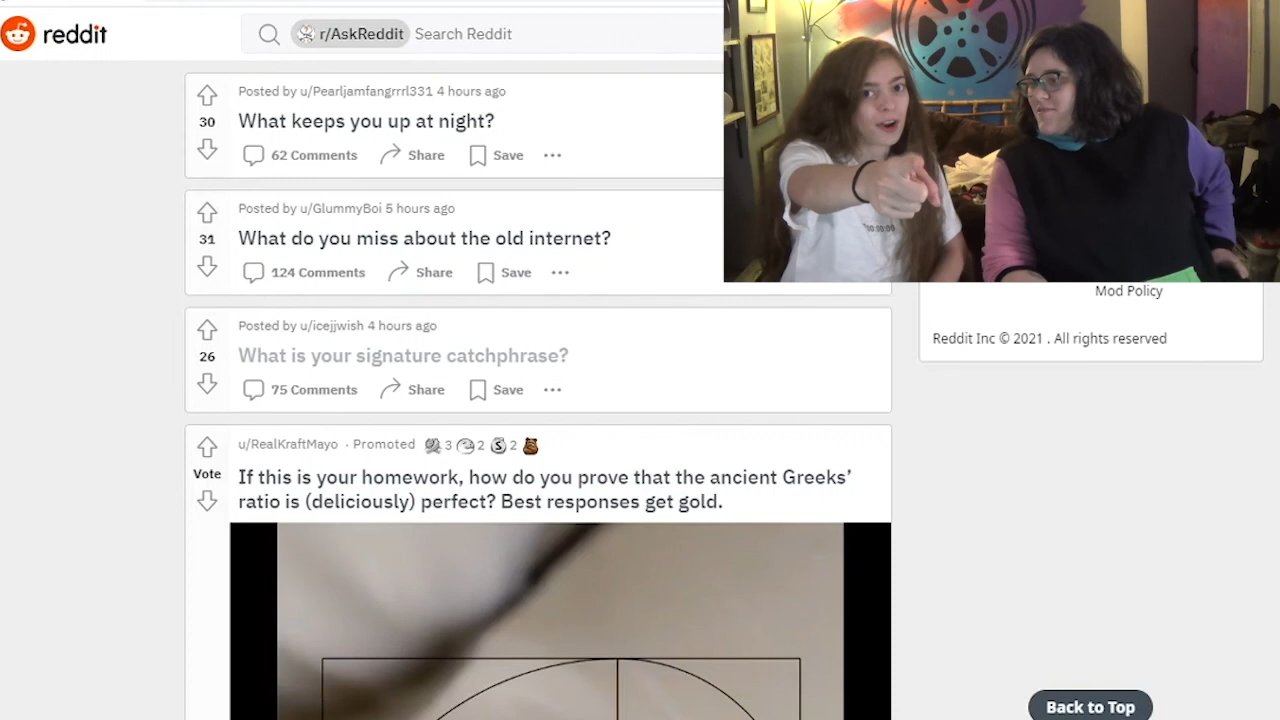 reddit
r/AskReddit Search Reddit
Posted by u/Pearljamfangrrrl331 4 hours ago
30
What keeps you up at night?
62 Comments Share Save
Posted by u/GlummyBoi 5 hours ago
31
What do you miss about the old internet?
124 Comments Share Save
Posted by u/icejjwish 4 hours ago
26
What is your signature catchphrase?
75 Comments Share Save
u/RealKraftMayo · Promoted 3 2 2
Vote
If this is your homework, how do you prove that the ancient Greeks’
ratio is (deliciously) perfect? Best responses get gold.
00:00:00
Mod Policy
Reddit Inc © 2021 . All rights reserved
Back to Top